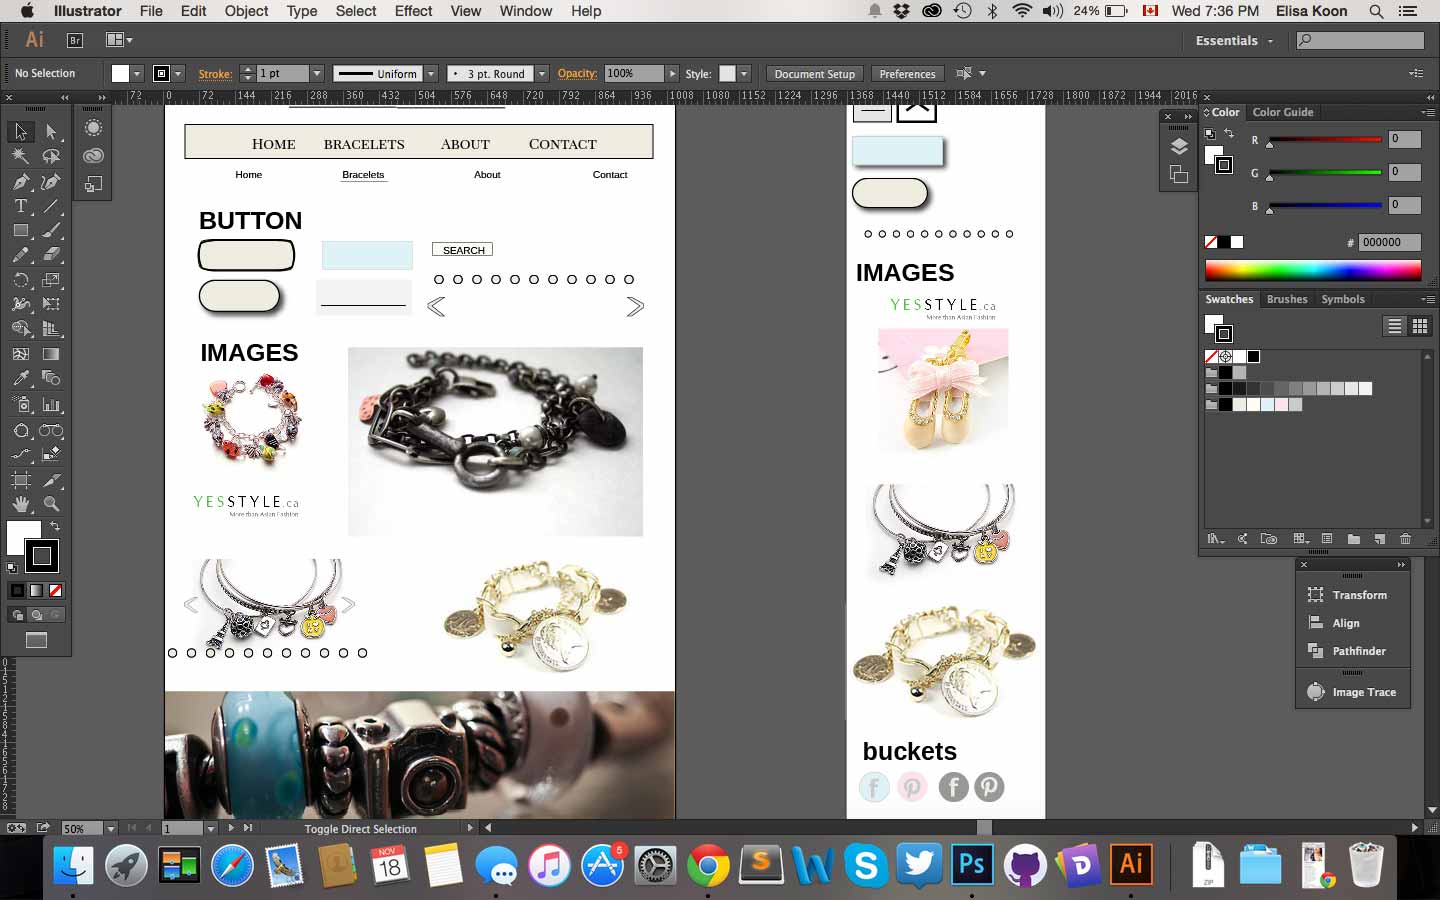 Illustrator File Edit Object Type Select Effect View Window Help 24% Wed 7:36 PM Elisa Koon
Ai Br Essentials
No Selection Stroke: 1 pt Uniform 3 pt. Round Opacity: 100% Style: Document Setup Preferences
72 0 72 144 216 288 360 432 504 576 648 720 792 864 936 1008 1080 1152 1224 1296 1368 1440 1512 1584 1656 1728 1800 1872 1944 2016
Color Color Guide
R 0
G 0
B 0
# 000000
Swatches Brushes Symbols
Transform
Align
Pathfinder
Image Trace
HOME BRACELETS ABOUT CONTACT
Home Bracelets About Contact
BUTTON
SEARCH
IMAGES
YESSTYLE.ca
More than Asian Fashion
IMAGES
YESSTYLE.ca
More than Asian Fashion
buckets
50% 1 Toggle Direct Selection
NOV
18
5
S
W
S
Ps
D
Ai
ZIP